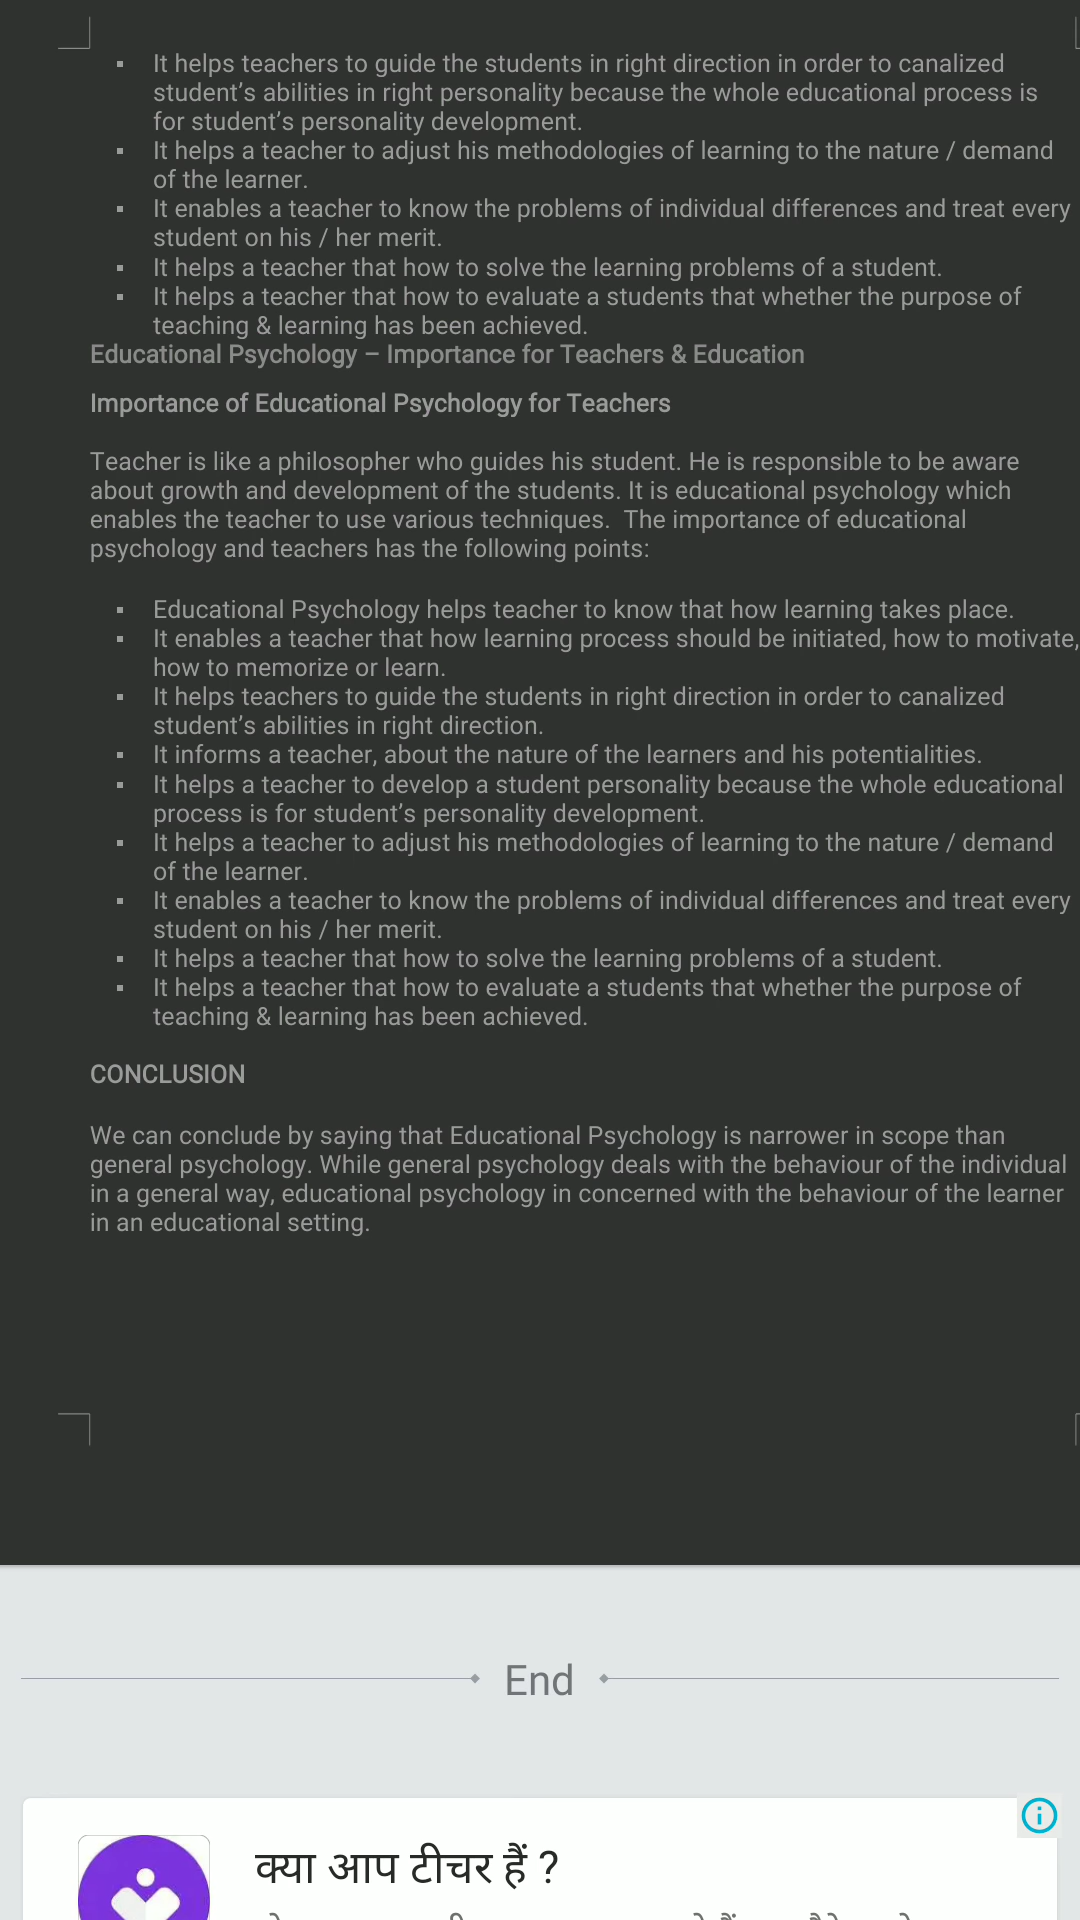 ▪ It helps teachers to guide the students in right direction in order to canalized
student’s abilities in right personality because the whole educational process is
for student’s personality development.
▪ It helps a teacher to adjust his methodologies of learning to the nature / demand
of the learner.
▪ It enables a teacher to know the problems of individual differences and treat every
student on his / her merit.
▪ It helps a teacher that how to solve the learning problems of a student.
▪ It helps a teacher that how to evaluate a students that whether the purpose of
teaching & learning has been achieved.
Educational Psychology – Importance for Teachers & Education
Importance of Educational Psychology for Teachers
Teacher is like a philosopher who guides his student. He is responsible to be aware
about growth and development of the students. It is educational psychology which
enables the teacher to use various techniques.  The importance of educational
psychology and teachers has the following points:
▪ Educational Psychology helps teacher to know that how learning takes place.
▪ It enables a teacher that how learning process should be initiated, how to motivate,
how to memorize or learn.
▪ It helps teachers to guide the students in right direction in order to canalized
student’s abilities in right direction.
▪ It informs a teacher, about the nature of the learners and his potentialities.
▪ It helps a teacher to develop a student personality because the whole educational
process is for student’s personality development.
▪ It helps a teacher to adjust his methodologies of learning to the nature / demand
of the learner.
▪ It enables a teacher to know the problems of individual differences and treat every
student on his / her merit.
▪ It helps a teacher that how to solve the learning problems of a student.
▪ It helps a teacher that how to evaluate a students that whether the purpose of
teaching & learning has been achieved.
CONCLUSION
We can conclude by saying that Educational Psychology is narrower in scope than
general psychology. While general psychology deals with the behaviour of the individual
in a general way, educational psychology in concerned with the behaviour of the learner
in an educational setting.
End
क्या आप टीचर हैं ?